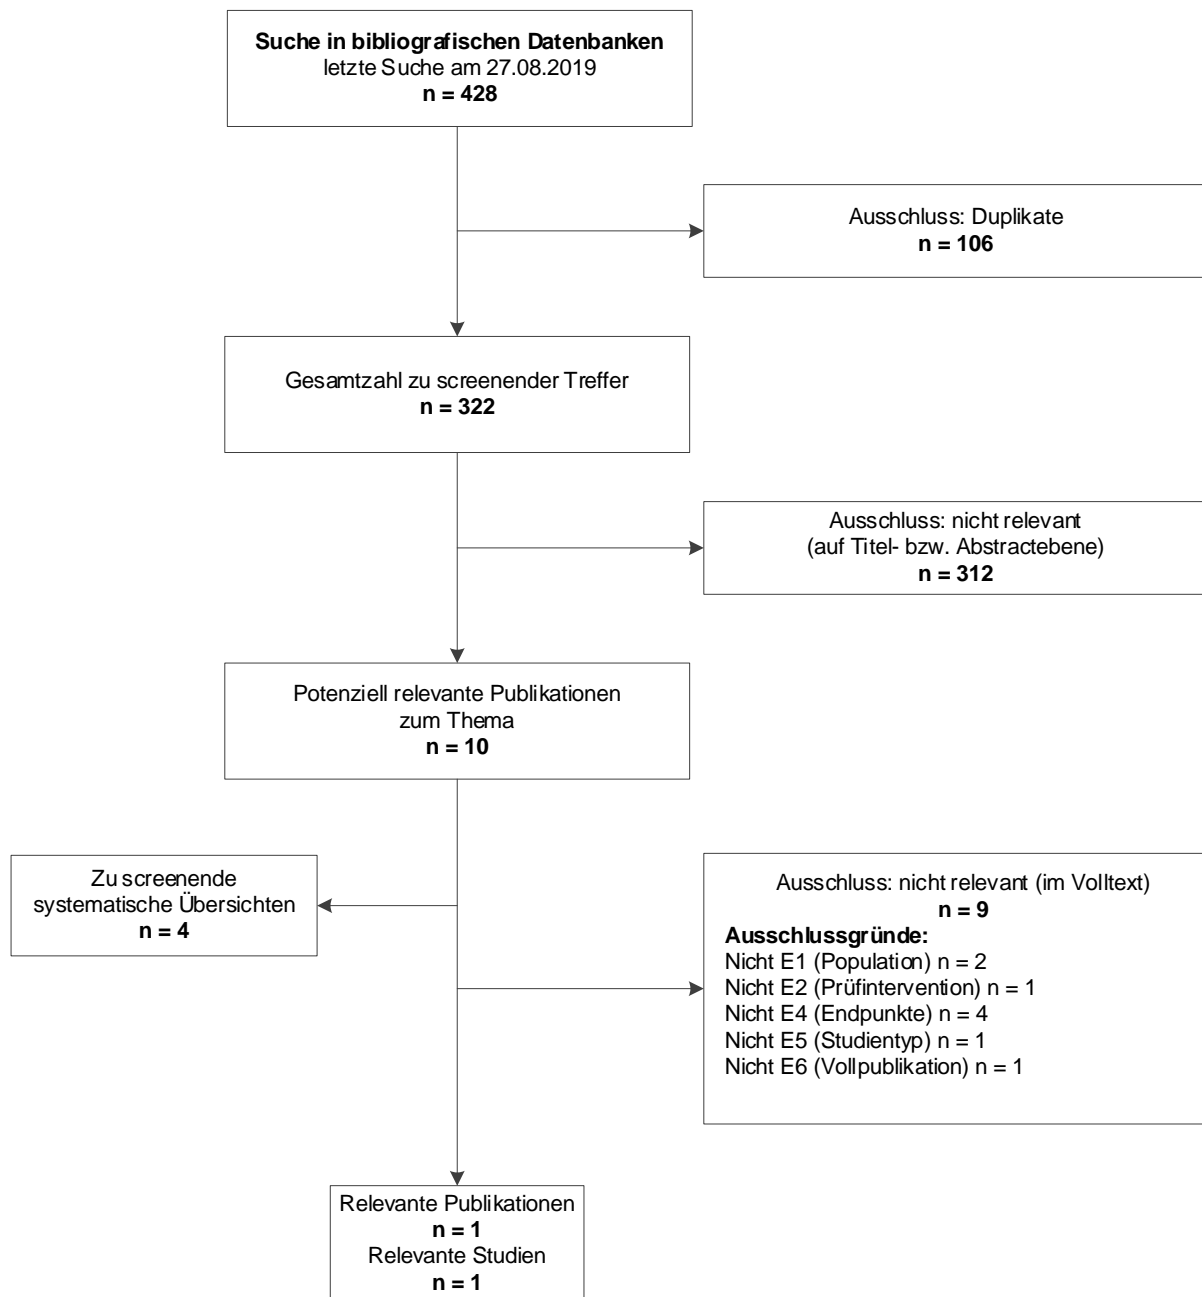 Suche in bibliografischen Datenbanken
letzte Suche am 27.08.2019
n = 428
Ausschluss: Duplikate
n = 106
Gesamtzahl zu screenender Treffer
n = 322
Ausschluss: nicht relevant
(auf Titel- bzw. Abstractebene)
n = 312
Potenziell relevante Publikationen
zum Thema
n = 10
Zu screenende
systematische Übersichten
n = 4
Ausschluss: nicht relevant (im Volltext)
n = 9
Ausschlussgründe:
Nicht E1 (Population) n = 2
Nicht E2 (Prüfintervention) n = 1
Nicht E4 (Endpunkte) n = 4
Nicht E5 (Studientyp) n = 1
Nicht E6 (Vollpublikation) n = 1
Relevante Publikationen
n = 1
Relevante Studien
n = 1